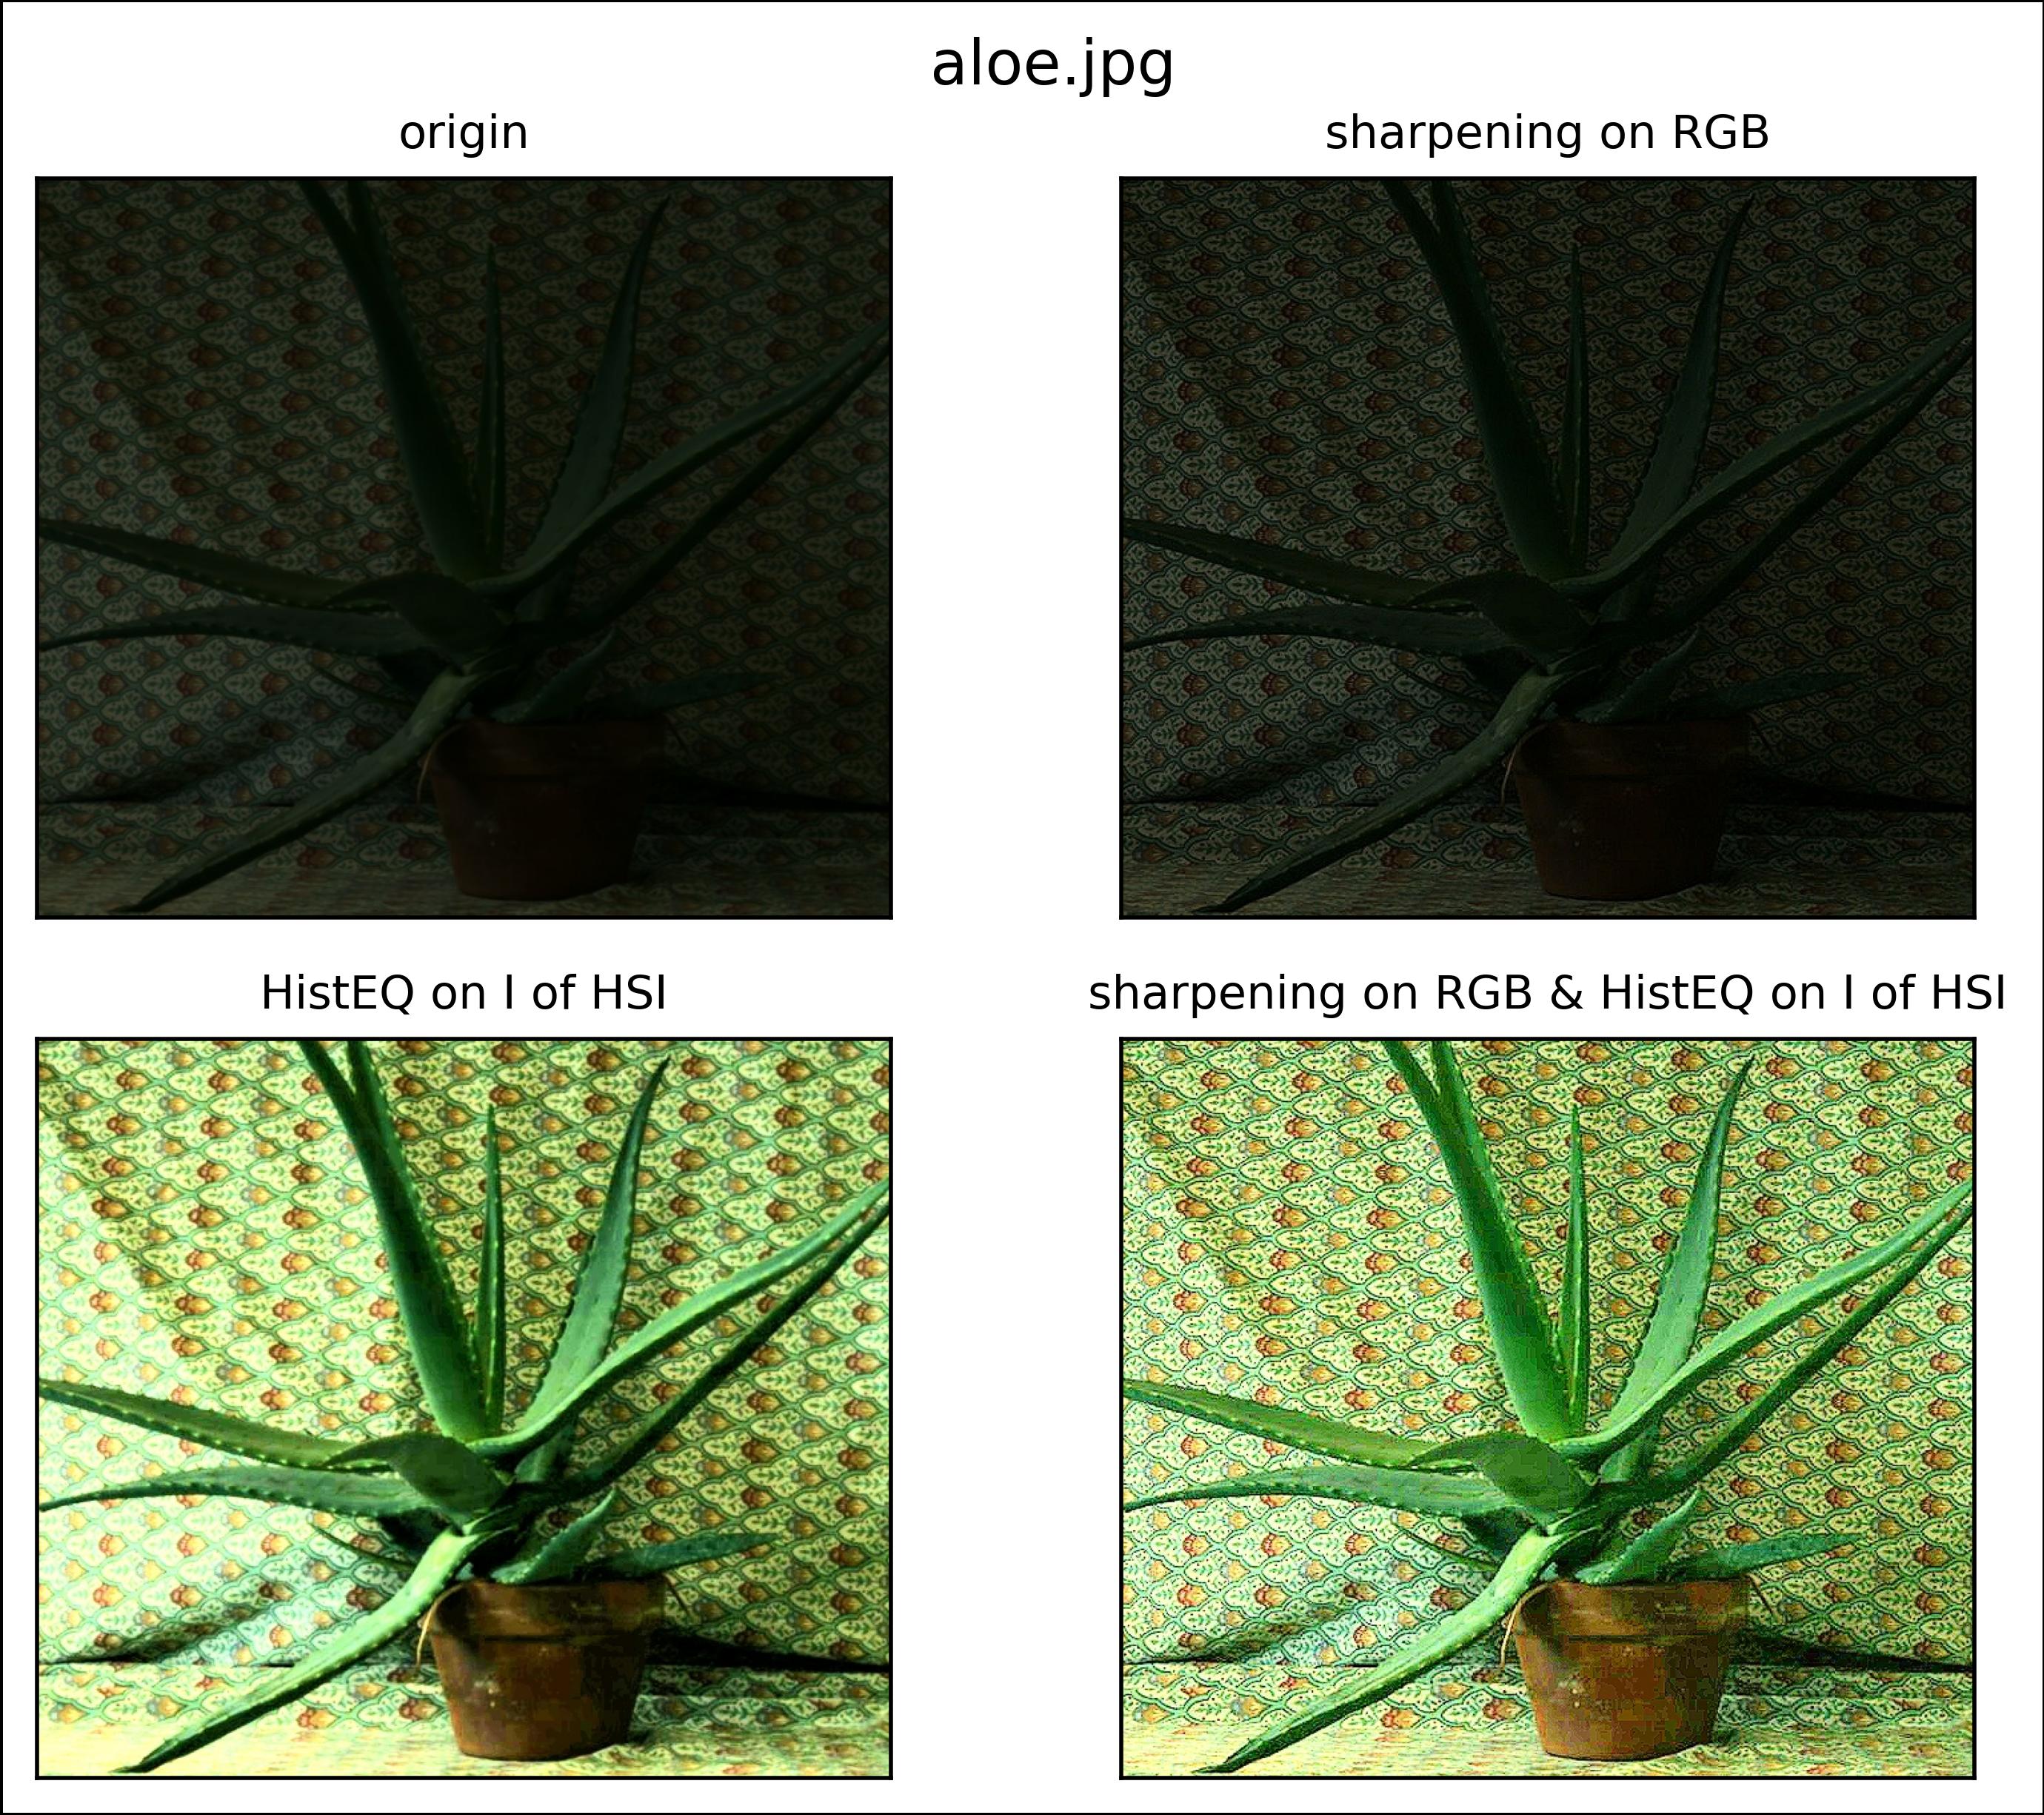 aloe.jpg
origin
sharpening on RGB
HistEQ on I of HSI
sharpening on RGB & HistEQ on I of HSI